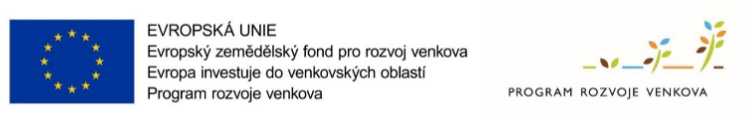 EVROPSKÁ UNIE
Evropský zemědělský fond pro rozvoj venkova
Evropa investuje do venkovských oblastí
Program rozvoje venkova
PROGRAM ROZVOJE VENKOVA